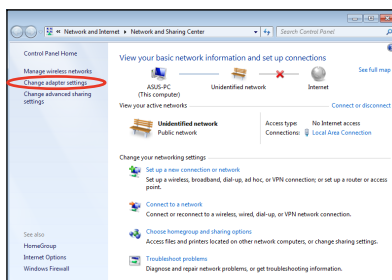 Network and Internet ▸ Network and Sharing Center
Search Control Panel
Control Panel Home
Manage wireless networks
Change adapter settings
Change advanced sharing
settings
See also
HomeGroup
Internet Options
Windows Firewall
View your basic network information and set up connections
See full map
ASUS-PC
(This computer)
Unidentified network
Internet
View your active networks
Connect or disconnect
Unidentified network
Public network
Access type: No Internet access
Connections: Local Area Connection
Change your networking settings
Set up a new connection or network
Set up a wireless, broadband, dial-up, ad hoc, or VPN connection; or set up a router or access
point.
Connect to a network
Connect or reconnect to a wireless, wired, dial-up, or VPN network connection.
Choose homegroup and sharing options
Access files and printers located on other network computers, or change sharing settings.
Troubleshoot problems
Diagnose and repair network problems, or get troubleshooting information.